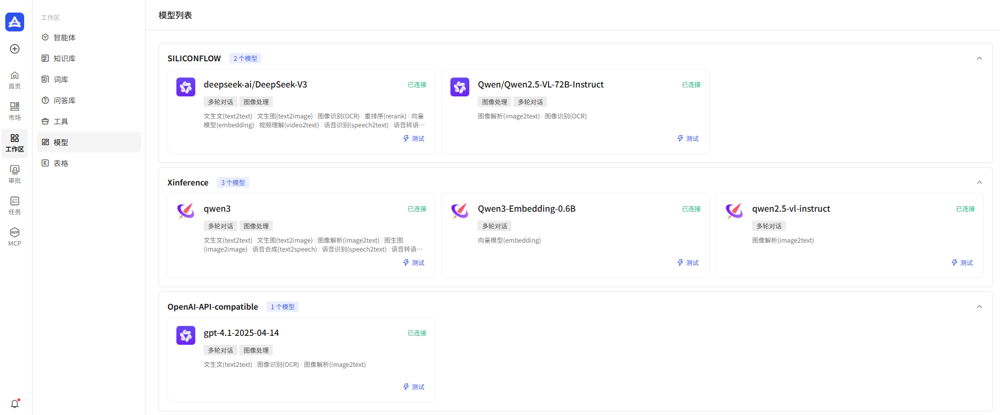 首页
市场
工作区
审批
任务
MCP
MCP
工作区
智能体
知识库
词库
问答库
工具
模型
表格
模型列表
SILICONFLOW 2 个模型
deepseek-ai/DeepSeek-V3 已连接
多轮对话 图像处理
文生文(text2text) 文生图(text2image) 图像识别(OCR) 重排序(rerank) 向量
模型(embedding) 视频理解(video2text) 语音识别(speech2text) 语音转语…
测试
Qwen/Qwen2.5-VL-72B-Instruct 已连接
图像处理 多轮对话
图像解析(image2text) 图像识别(OCR)
测试
Xinference 3 个模型
qwen3 已连接
多轮对话 图像处理
文生文(text2text) 文生图(text2image) 图像解析(image2text) 图生图
(image2image) 语音合成(text2speech) 语音识别(speech2text) 语音转语…
测试
Qwen3-Embedding-0.6B 已连接
多轮对话
向量模型(embedding)
测试
qwen2.5-vl-instruct 已连接
多轮对话
图像解析(image2text)
测试
OpenAI-API-compatible 1 个模型
gpt-4.1-2025-04-14 已连接
多轮对话 图像处理
文生文(text2text) 图像识别(OCR) 图像解析(image2text)
测试